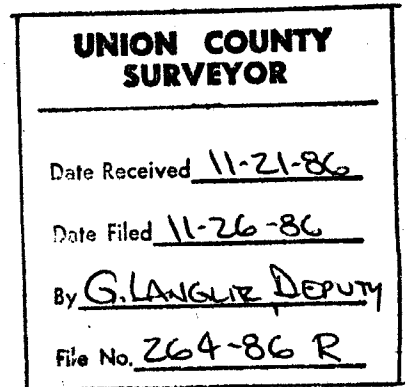 UNION COUNTY
SURVEYOR
Date Received 11-21-86
Date Filed 11-26-86
By G. LANGLIE DEPUTY
File No. 264-86 R